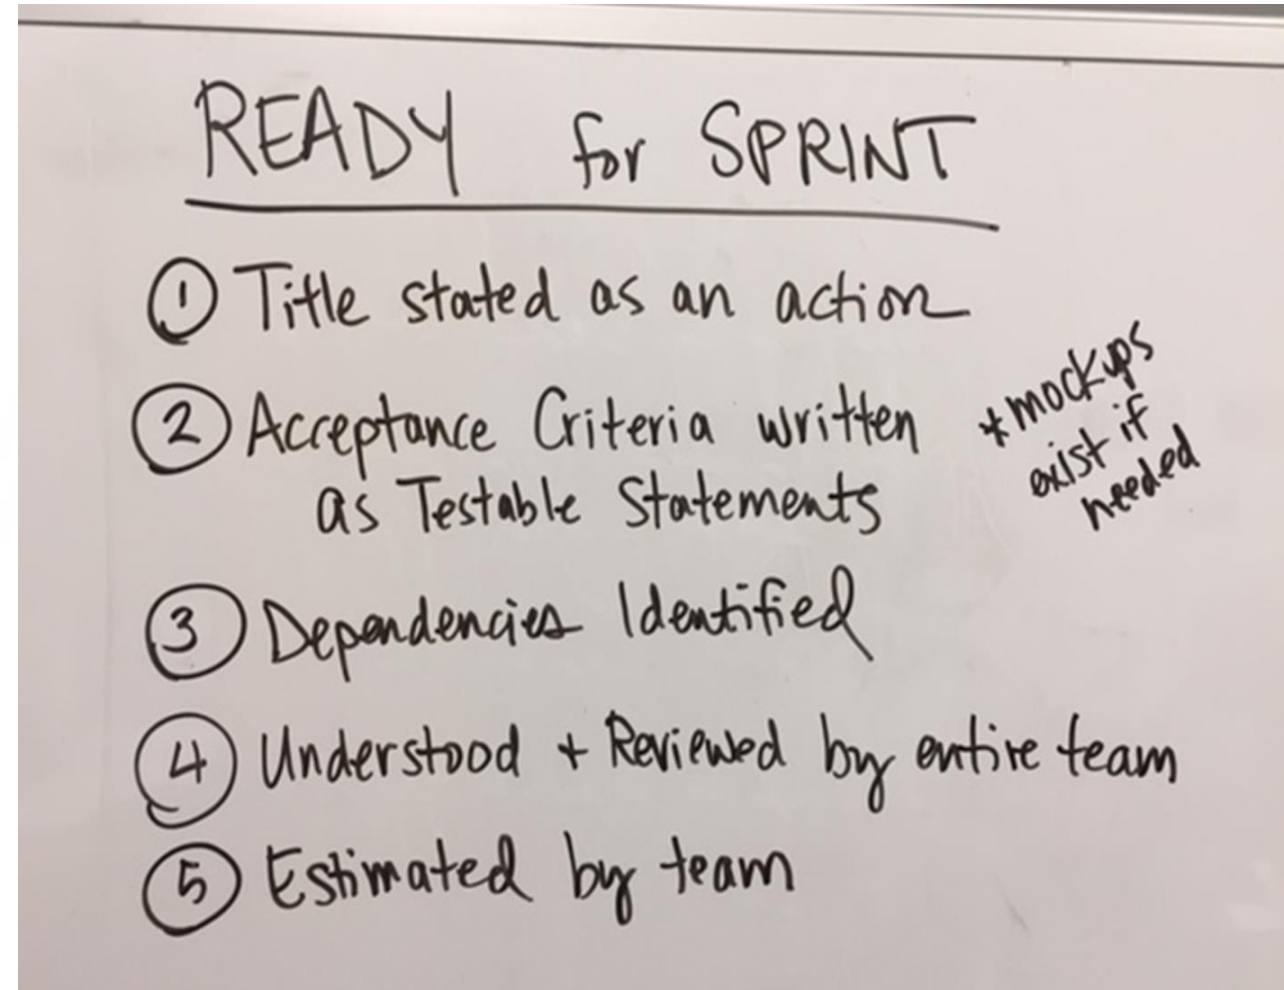 READY for SPRINT
1 Title stated as an action
2 Acceptance Criteria written
as Testable Statements
* mockups
exist if
needed
3 Dependencies Identified
4 Understood + Reviewed by entire team
5 Estimated by team